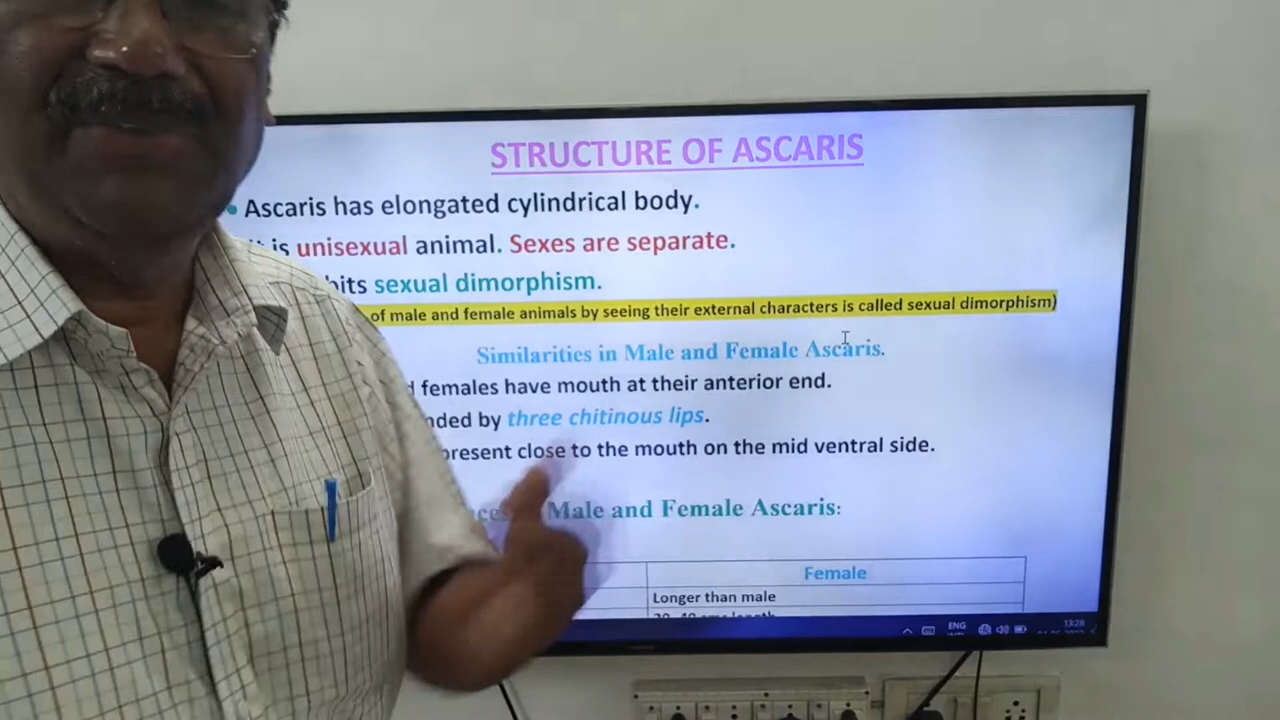 STRUCTURE OF ASCARIS
• Ascaris has elongated cylindrical body.
is unisexual animal. Sexes are separate.
sexual dimorphism.
of male and female animals by seeing their external characters is called sexual dimorphism)
Similarities in Male and Female Ascaris.
females have mouth at their anterior end.
by three chitinous lips.
present close to the mouth on the mid ventral side.
Male and Female Ascaris:
Female
Longer than male
ENG
13:28